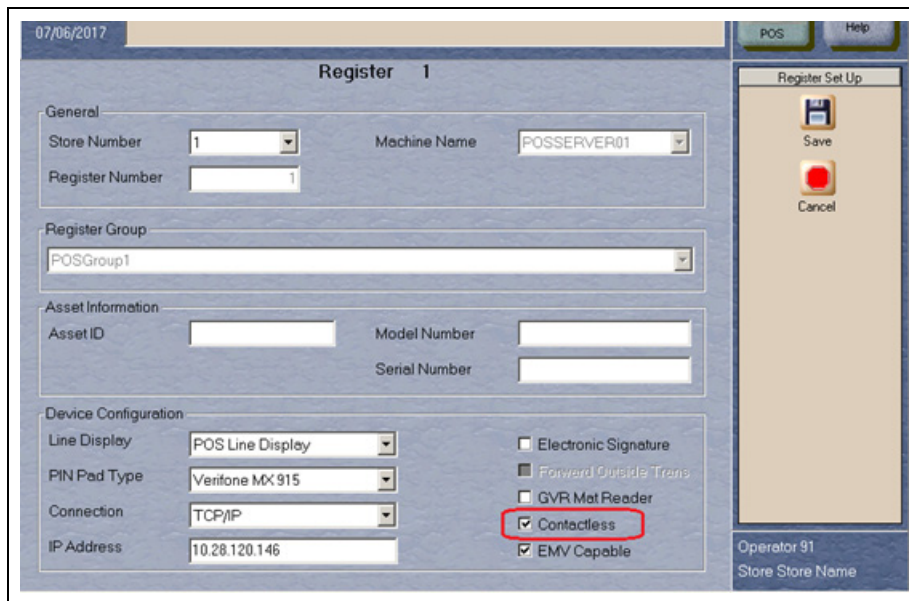 07/06/2017
POS
Help
Register 1
Register Set Up
Save
Cancel
General
Store Number 1
Machine Name POSSERVER01
Register Number 1
Register Group
POSGroup1
Asset Information
Asset ID
Model Number
Serial Number
Device Configuration
Line Display POS Line Display
Electronic Signature
PIN Pad Type Verifone MX 915
Forward Outside Trans
GVR Mat Reader
Connection TCP/IP
Contactless
IP Address 10.28.120.146
EMV Capable
Operator 91
Store Store Name